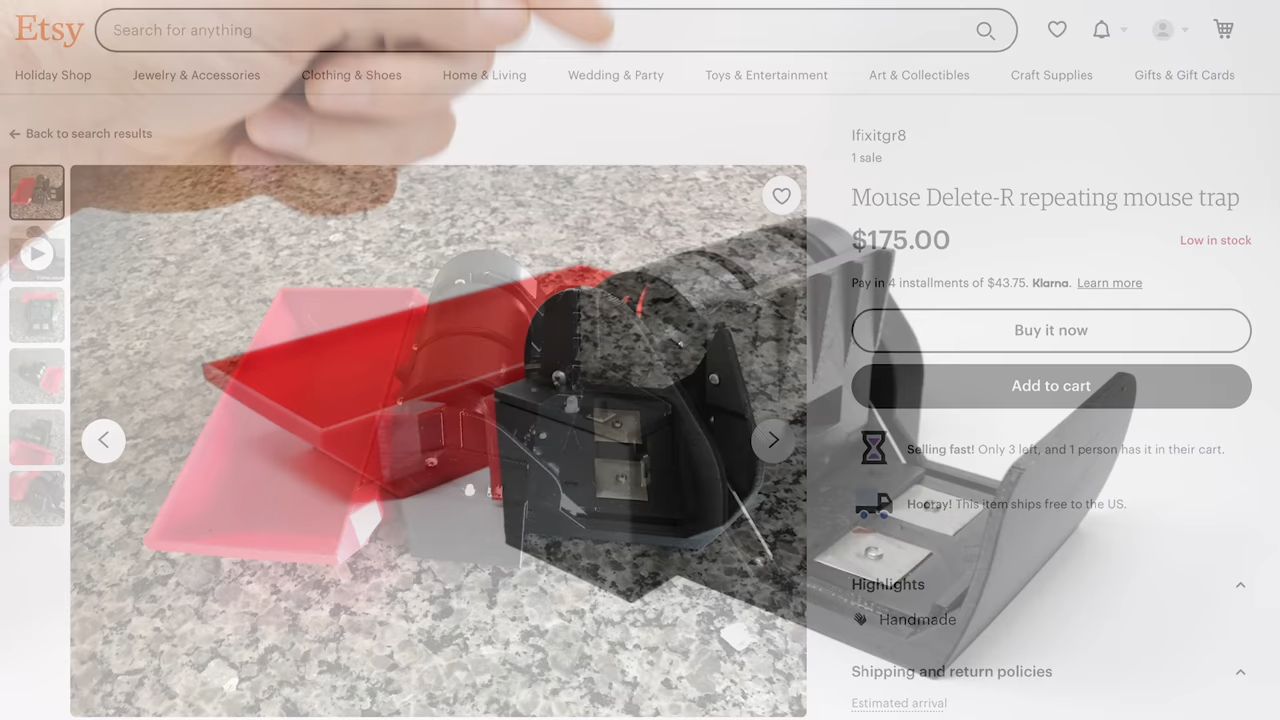 Etsy
Search for anything
Holiday Shop
Jewelry & Accessories
Clothing & Shoes
Home & Living
Wedding & Party
Toys & Entertainment
Art & Collectibles
Craft Supplies
Gifts & Gift Cards
Back to search results
Ifixitgr8
1 sale
Mouse Delete-R repeating mouse trap
$175.00
Low in stock
Pay in 4 installments of $43.75. Klarna. Learn more
Buy it now
Add to cart
Selling fast! Only 3 left, and 1 person has it in their cart.
Hooray! This item ships free to the US.
Highlights
Handmade
Shipping and return policies
Estimated arrival